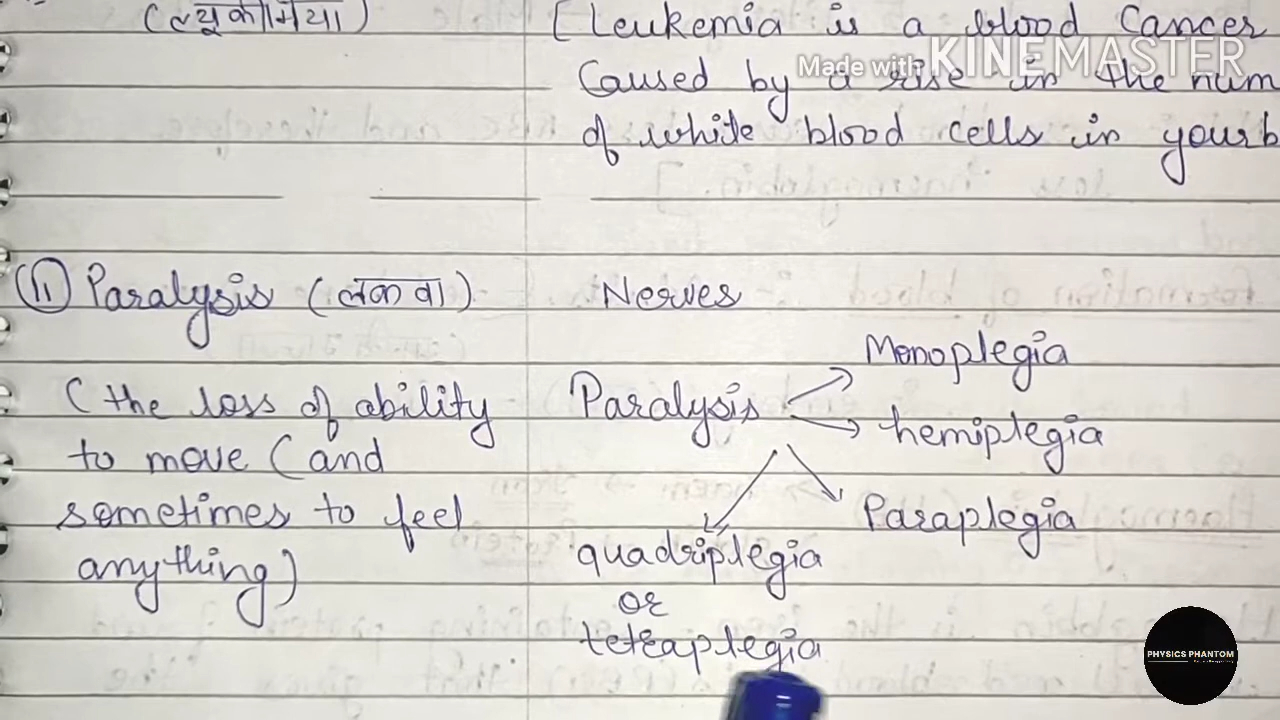 (ल्यूकीमिया)
[Leukemia is a blood Cancer
Made with KINEMASTER
Caused by a rise in the num
of white blood cells in your b
(11) Paralysis (लकवा)
Nerves
(the loss of ability
to move (and
sometimes to feel
anything)
Paralysis
Monoplegia
hemiplegia
Paraplegia
quadriplegia
or
tetraplegia
PHYSICS PHANTOM